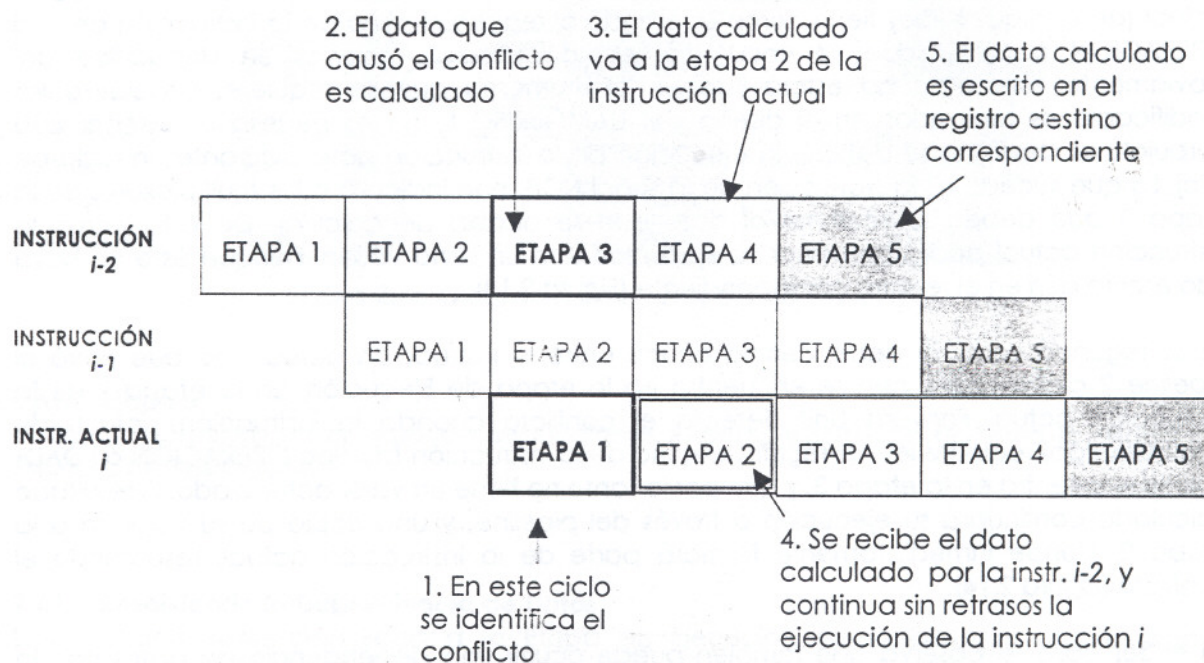 2. El dato que
causó el conflicto
es calculado
3. El dato calculado
va a la etapa 2 de la
instrucción actual
5. El dato calculado
es escrito en el
registro destino
correspondiente
INSTRUCCIÓN
i-2
ETAPA 1 ETAPA 2 ETAPA 3 ETAPA 4 ETAPA 5
INSTRUCCIÓN
i-1
ETAPA 1 ETAPA 2 ETAPA 3 ETAPA 4 ETAPA 5
INSTR. ACTUAL
i
ETAPA 1 ETAPA 2 ETAPA 3 ETAPA 4 ETAPA 5
1. En este ciclo
se identifica el
conflicto
4. Se recibe el dato
calculado por la instr. i-2, y
continua sin retrasos la
ejecución de la instrucción i